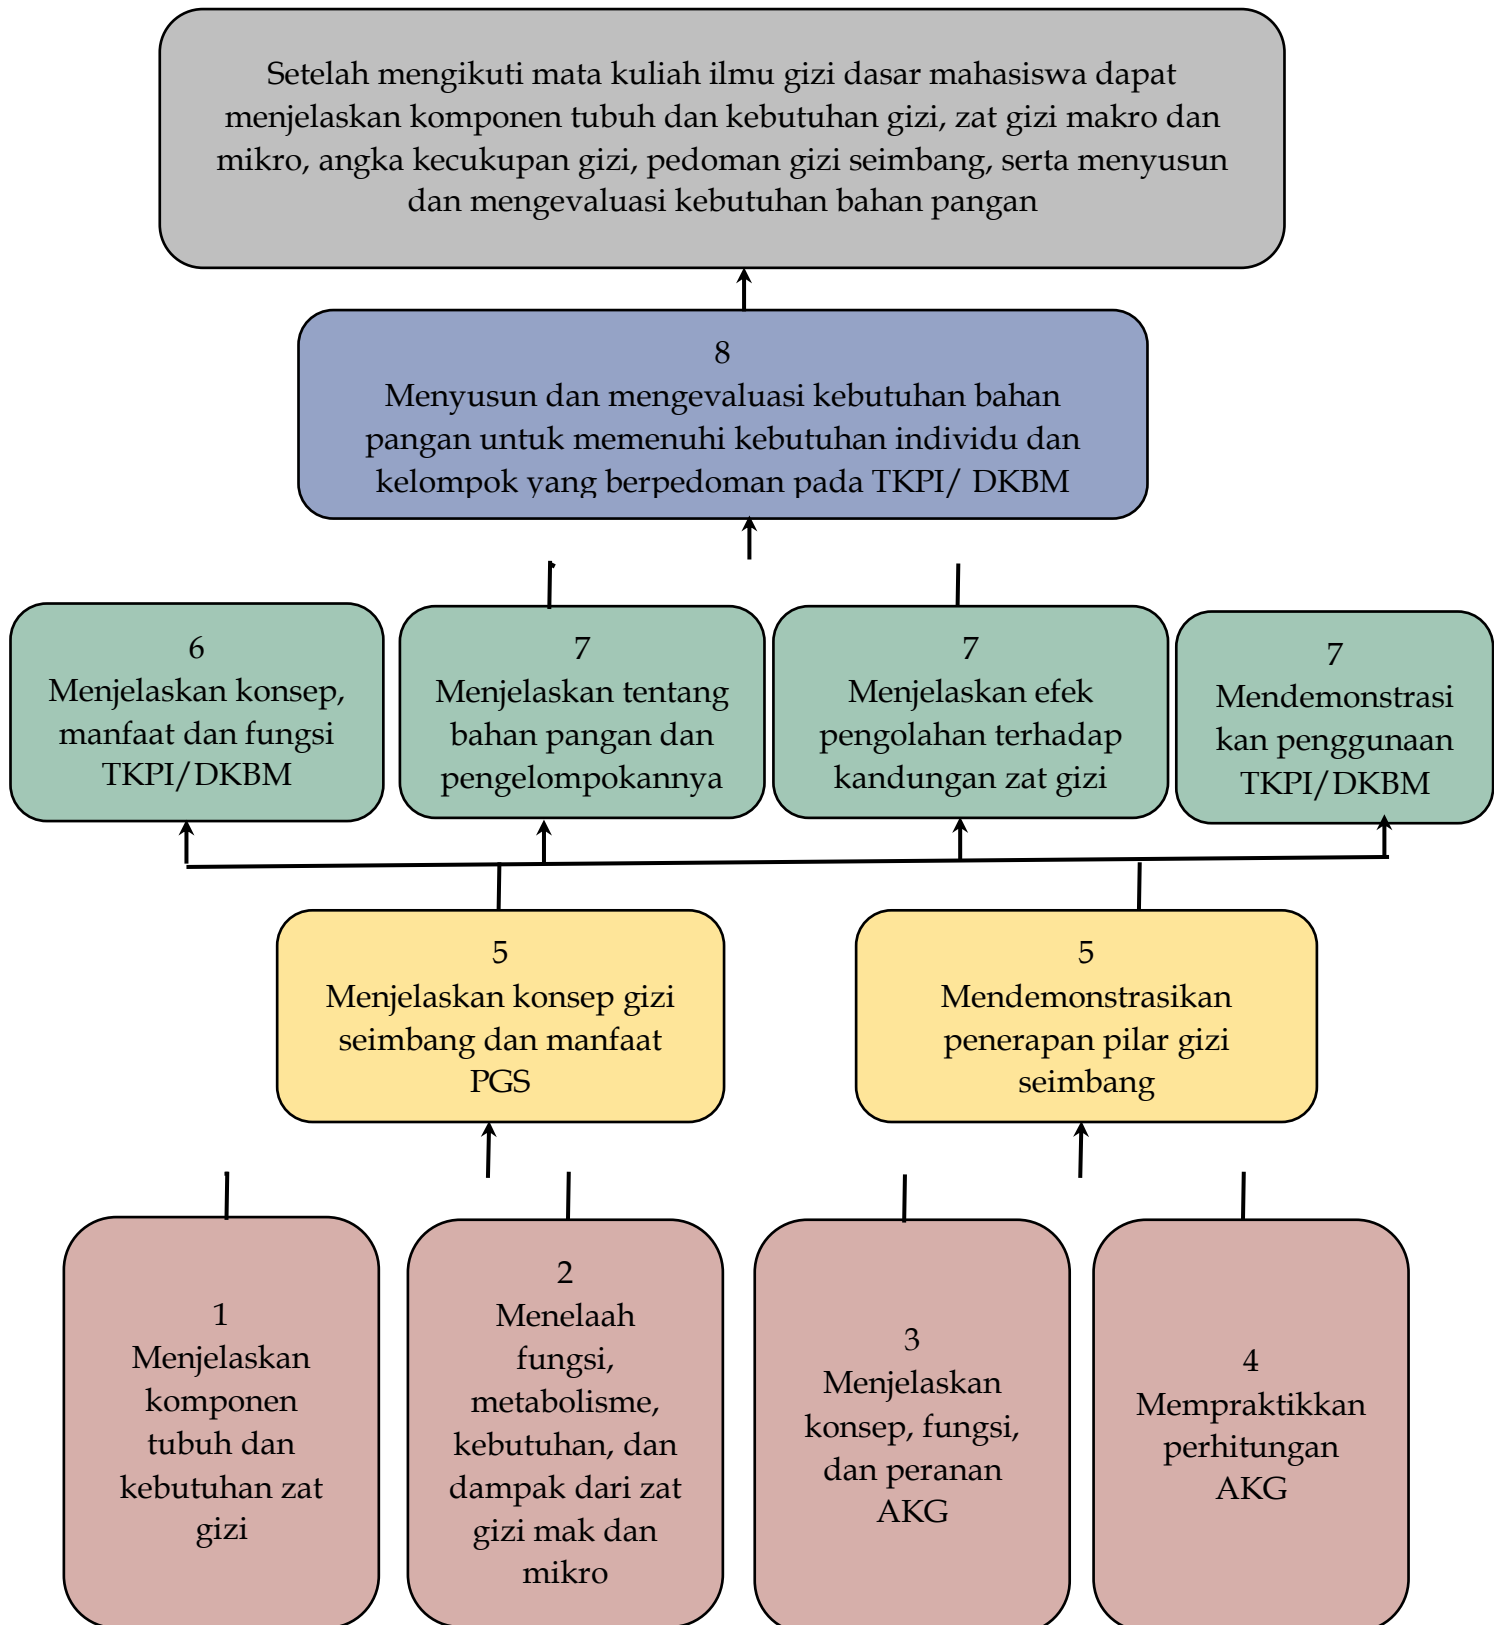 Setelah mengikuti mata kuliah ilmu gizi dasar mahasiswa dapat
menjelaskan komponen tubuh dan kebutuhan gizi, zat gizi makro dan
mikro, angka kecukupan gizi, pedoman gizi seimbang, serta menyusun
dan mengevaluasi kebutuhan bahan pangan
8
Menyusun dan mengevaluasi kebutuhan bahan
pangan untuk memenuhi kebutuhan individu dan
kelompok yang berpedoman pada TKPI/ DKBM
6
Menjelaskan konsep,
manfaat dan fungsi
TKPI/DKBM
7
Menjelaskan tentang
bahan pangan dan
pengelompokannya
7
Menjelaskan efek
pengolahan terhadap
kandungan zat gizi
7
Mendemonstrasi
kan penggunaan
TKPI/DKBM
5
Menjelaskan konsep gizi
seimbang dan manfaat
PGS
5
Mendemonstrasikan
penerapan pilar gizi
seimbang
1
Menjelaskan
komponen
tubuh dan
kebutuhan zat
gizi
2
Menelaah
fungsi,
metabolisme,
kebutuhan, dan
dampak dari zat
gizi mak dan
mikro
3
Menjelaskan
konsep, fungsi,
dan peranan
AKG
4
Mempraktikkan
perhitungan
AKG